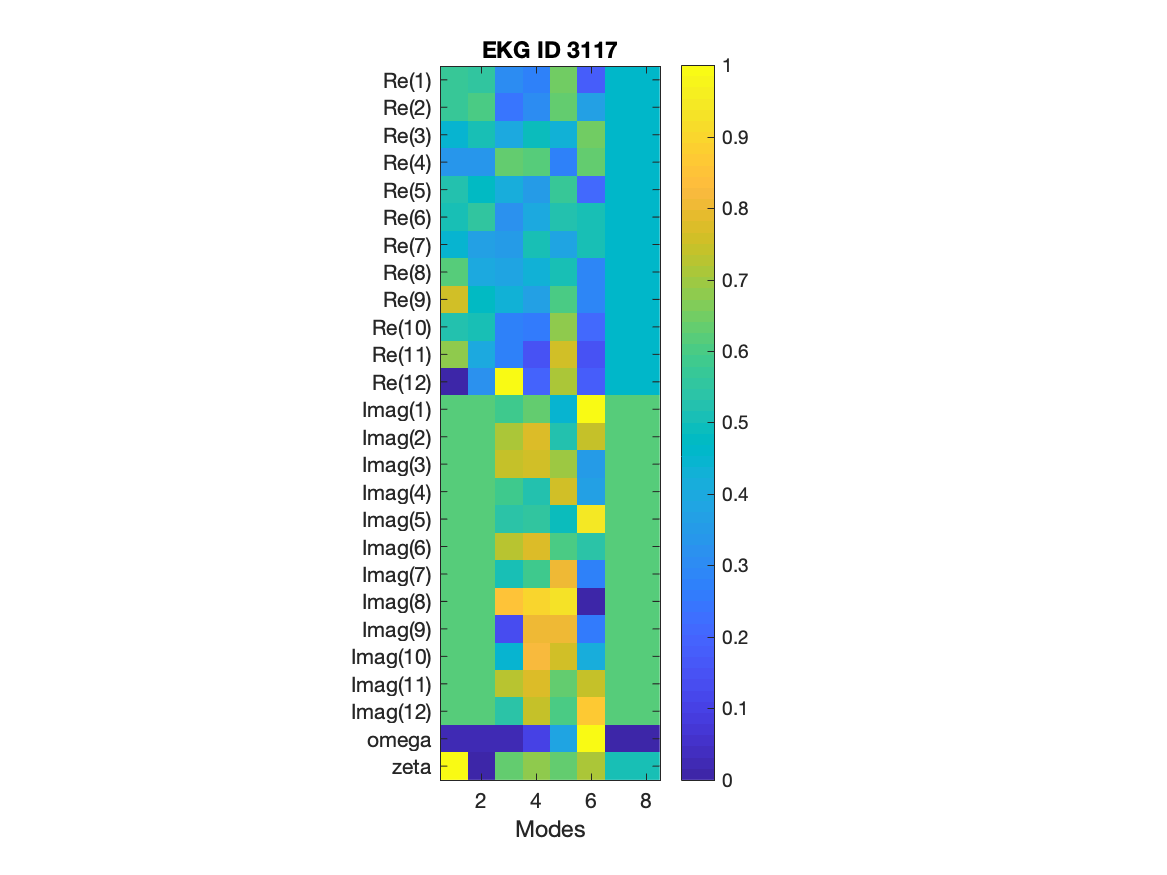 EKG ID 3117
Re(1)
Re(2)
Re(3)
Re(4)
Re(5)
Re(6)
Re(7)
Re(8)
Re(9)
Re(10)
Re(11)
Re(12)
Imag(1)
Imag(2)
Imag(3)
Imag(4)
Imag(5)
Imag(6)
Imag(7)
Imag(8)
Imag(9)
Imag(10)
Imag(11)
Imag(12)
omega
zeta
2 4 6 8
Modes
1
0.9
0.8
0.7
0.6
0.5
0.4
0.3
0.2
0.1
0